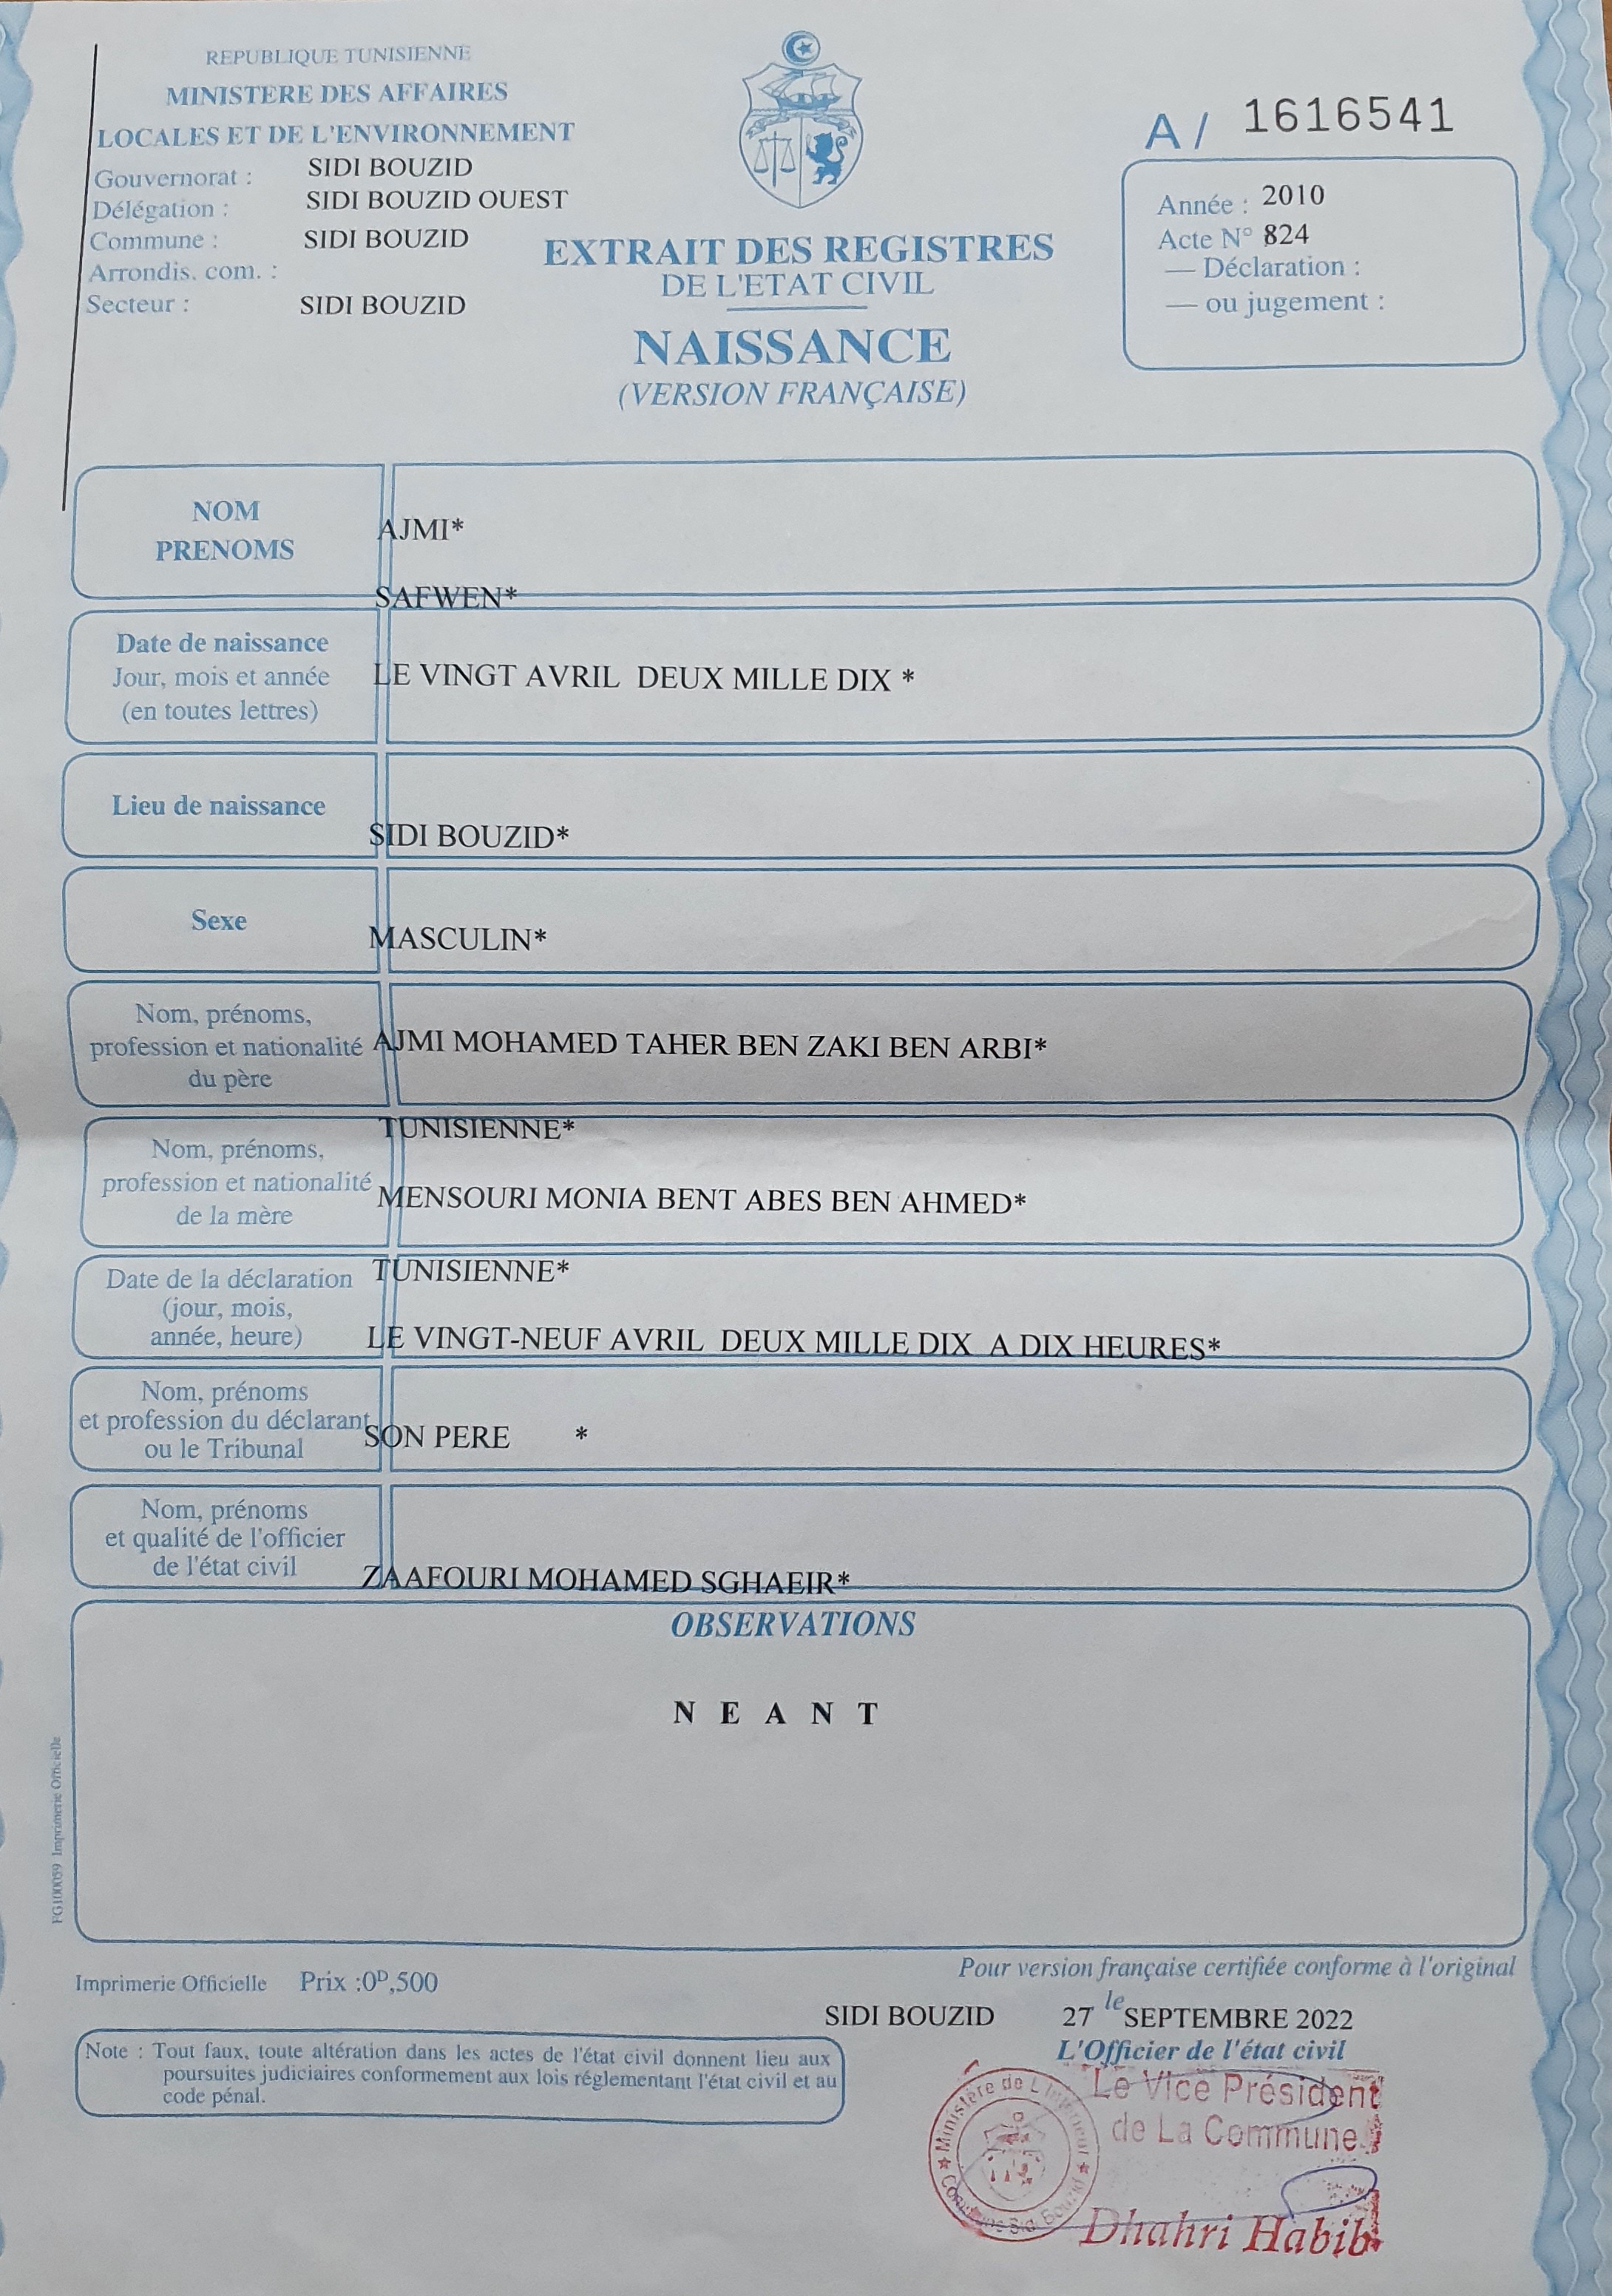 REPUBLIQUE TUNISIENNE
MINISTERE DES AFFAIRES
LOCALES ET DE L'ENVIRONNEMENT
Gouvernorat : SIDI BOUZID
Délégation : SIDI BOUZID OUEST
Commune : SIDI BOUZID
Arrondis. com. :
Secteur : SIDI BOUZID
EXTRAIT DES REGISTRES
DE L'ETAT CIVIL
NAISSANCE
(VERSION FRANÇAISE)
A / 1616541
Année : 2010
Acte N° 824
— Déclaration :
— ou jugement :
NOM
PRENOMS
AJMI*
SAFWEN*
Date de naissance
Jour, mois et année
(en toutes lettres)
LE VINGT AVRIL DEUX MILLE DIX *
Lieu de naissance
SIDI BOUZID*
Sexe
MASCULIN*
Nom, prénoms,
profession et nationalité
du père
AJMI MOHAMED TAHER BEN ZAKI BEN ARBI*
TUNISIENNE*
Nom, prénoms,
profession et nationalité
de la mère
MENSOURI MONIA BENT ABES BEN AHMED*
TUNISIENNE*
Date de la déclaration
(jour, mois,
année, heure)
LE VINGT-NEUF AVRIL DEUX MILLE DIX A DIX HEURES*
Nom, prénoms
et profession du déclarant
ou le Tribunal
SON PERE *
Nom, prénoms
et qualité de l'officier
de l'état civil
ZAAFOURI MOHAMED SGHAEIR*
OBSERVATIONS
N E A N T
FG100059 Imprimerie Officielle
Imprimerie Officielle Prix :0ᴰ,500
Pour version française certifiée conforme à l'original
SIDI BOUZID le 27 SEPTEMBRE 2022
L'Officier de l'état civil
Note : Tout faux, toute altération dans les actes de l'état civil donnent lieu aux
poursuites judiciaires conformement aux lois réglementant l'état civil et au
code pénal.
Le Vice Président
de La Commune
Dhahri Habib
Ministère de L'Intérieur
Commune Sidi Bouzid